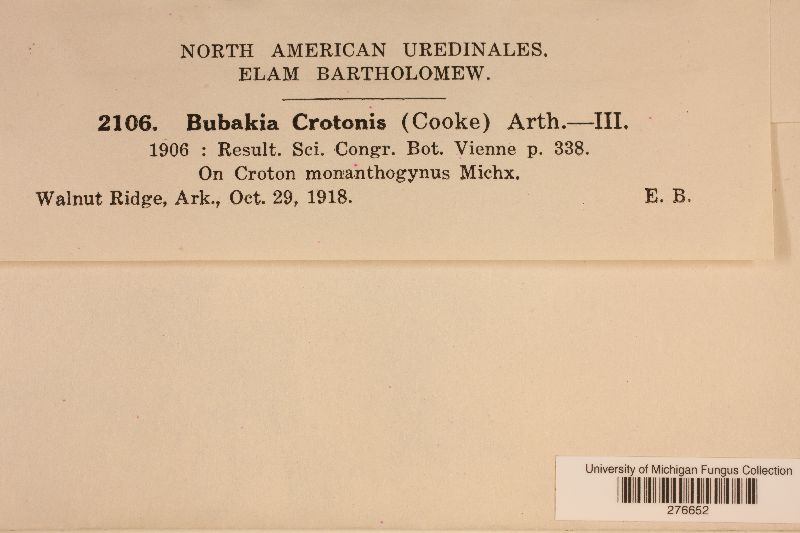 NORTH AMERICAN UREDINALES.
ELAM BARTHOLOMEW.
2106. Bubakia Crotonis (Cooke) Arth.—III.
1906 : Result. Sci. Congr. Bot. Vienne p. 338.
On Croton monanthogynus Michx.
Walnut Ridge, Ark., Oct. 29, 1918. E. B.
University of Michigan Fungus Collection
276652